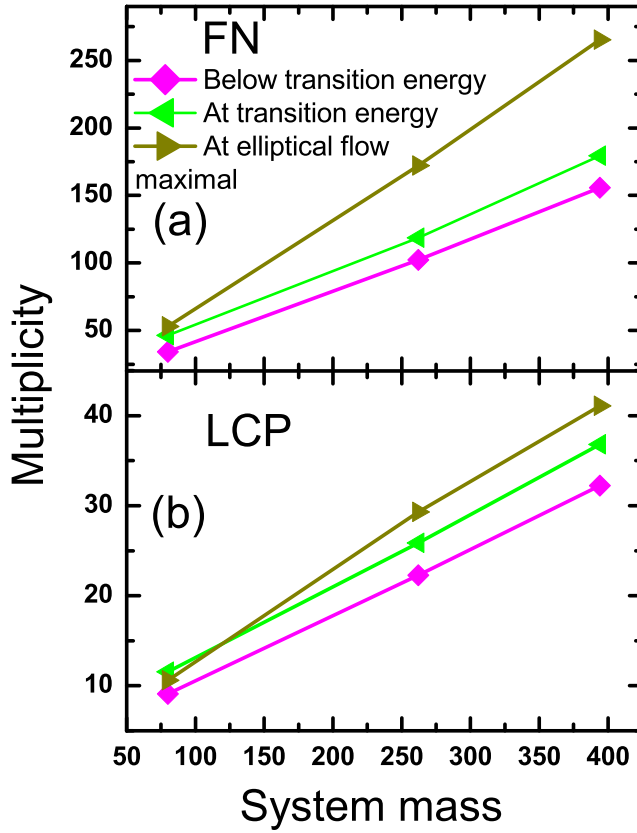 FN
Below transition energy
At transition energy
At elliptical flow
maximal
(a)
250
200
150
100
50
Multiplicity
LCP
(b)
40
30
20
10
50 100 150 200 250 300 350 400
System mass